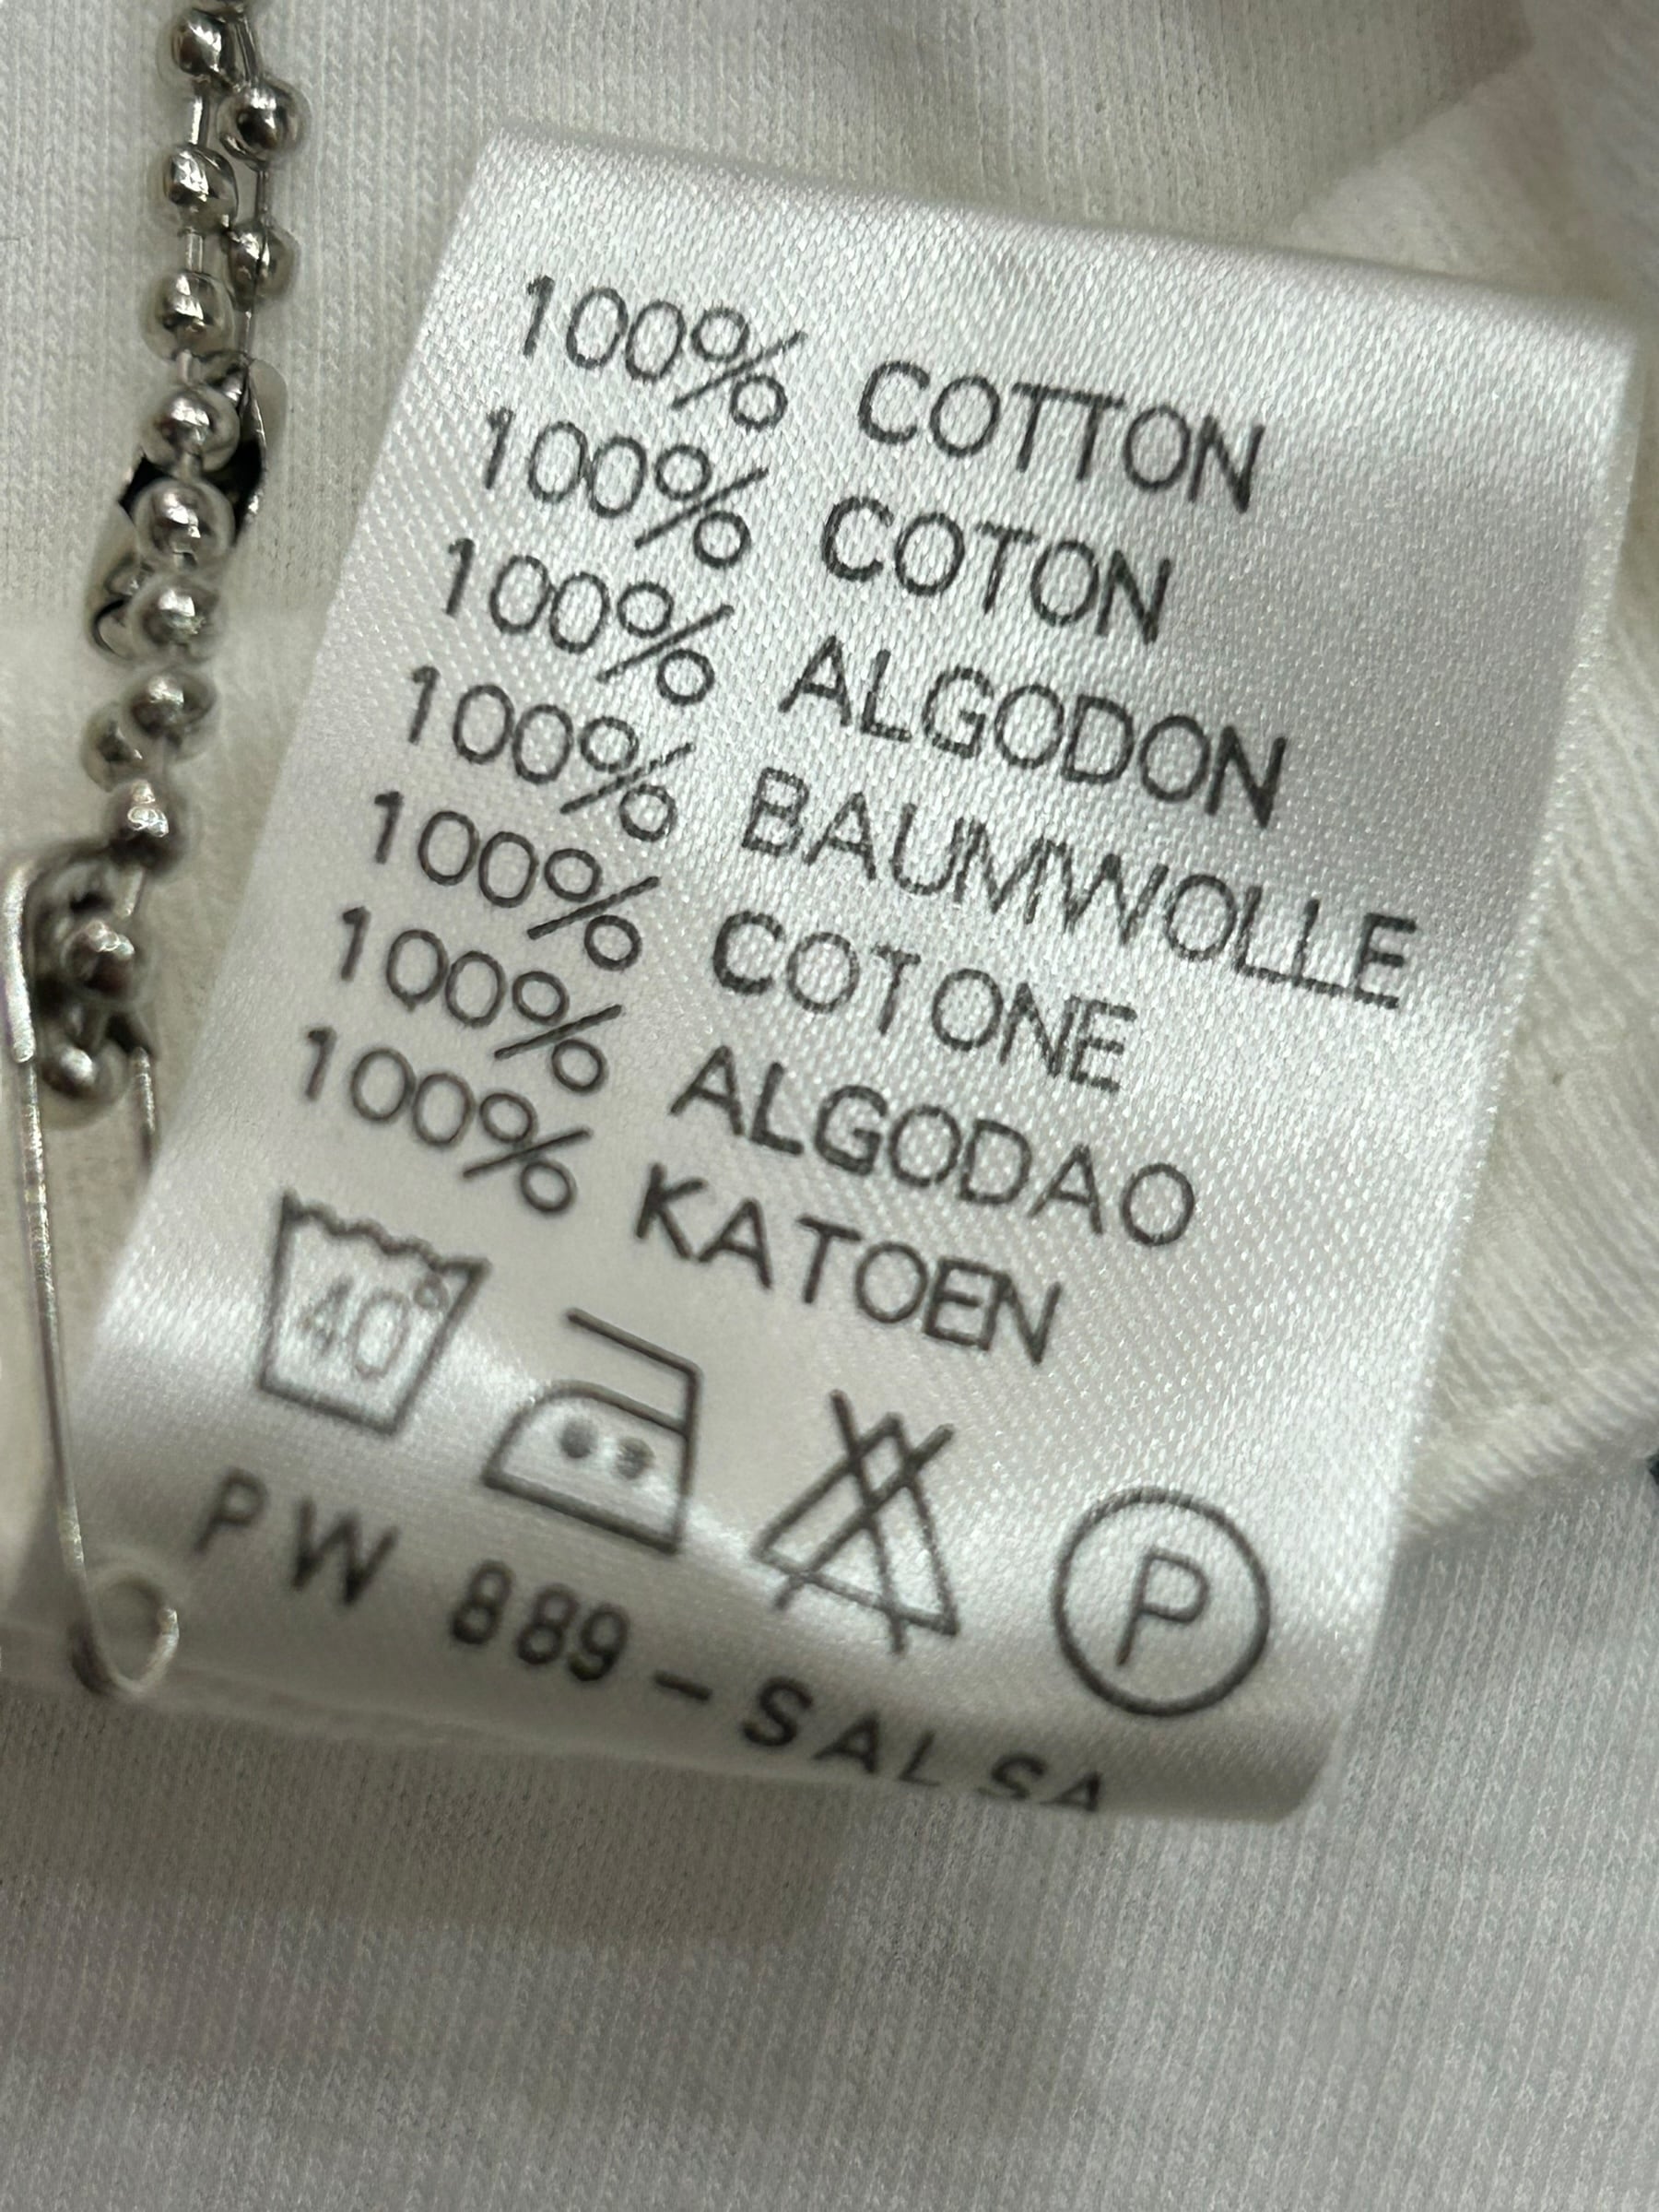 100% COTTON
100% COTON
100% ALGODON
100% BAUMWOLLE
100% COTONE
100% ALGODAO
100% KATOEN
40° P
PW 889-SALSA